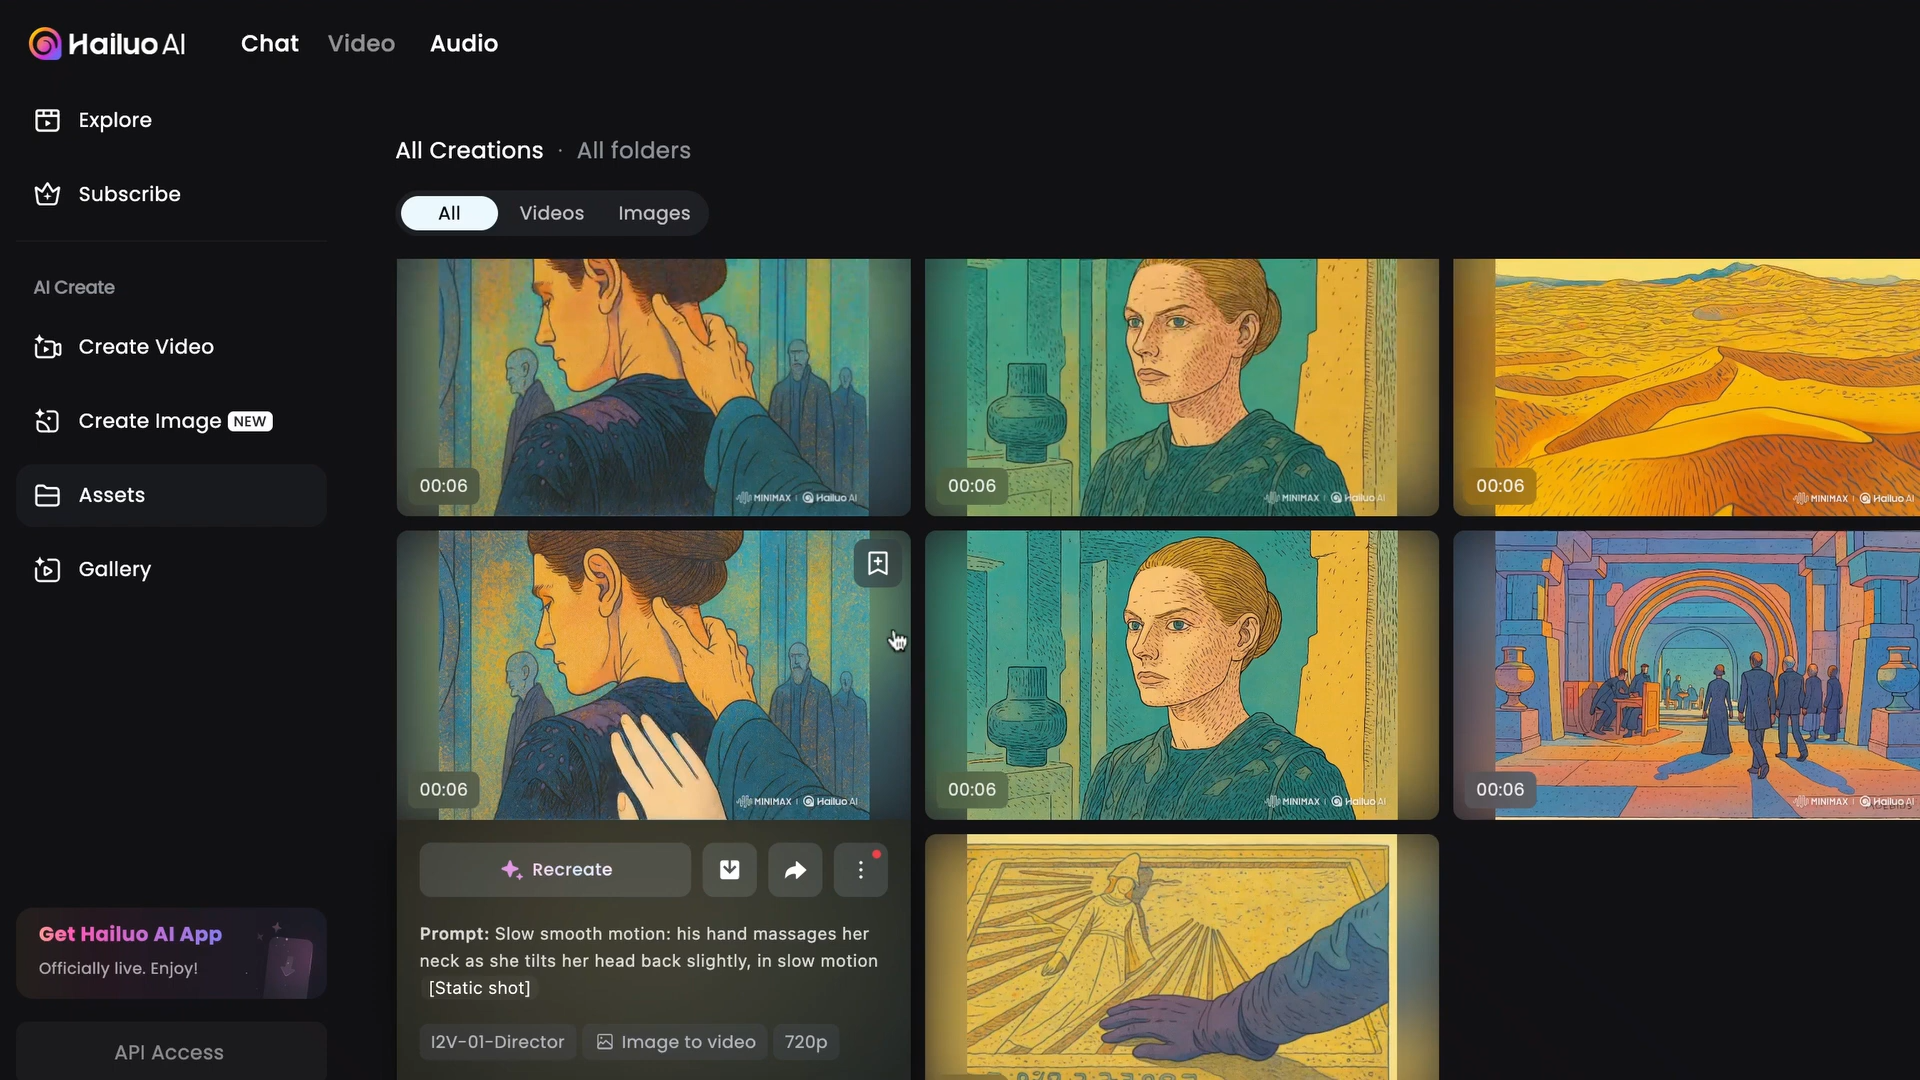 Hailuo AI
Chat
Video
Audio
Explore
Subscribe
AI Create
Create Video
Create Image NEW
Assets
Gallery
Get Hailuo AI App
Officially live. Enjoy!
API Access
All Creations · All folders
All
Videos
Images
00:06
MINIMAX | Hailuo AI
00:06
MINIMAX | Hailuo AI
00:06
MINIMAX | Hailuo AI
00:06
MINIMAX | Hailuo AI
00:06
MINIMAX | Hailuo AI
00:06
MINIMAX | Hailuo AI
Recreate
Prompt: Slow smooth motion: his hand massages her
neck as she tilts her head back slightly, in slow motion
[Static shot]
I2V-01-Director
Image to video
720p